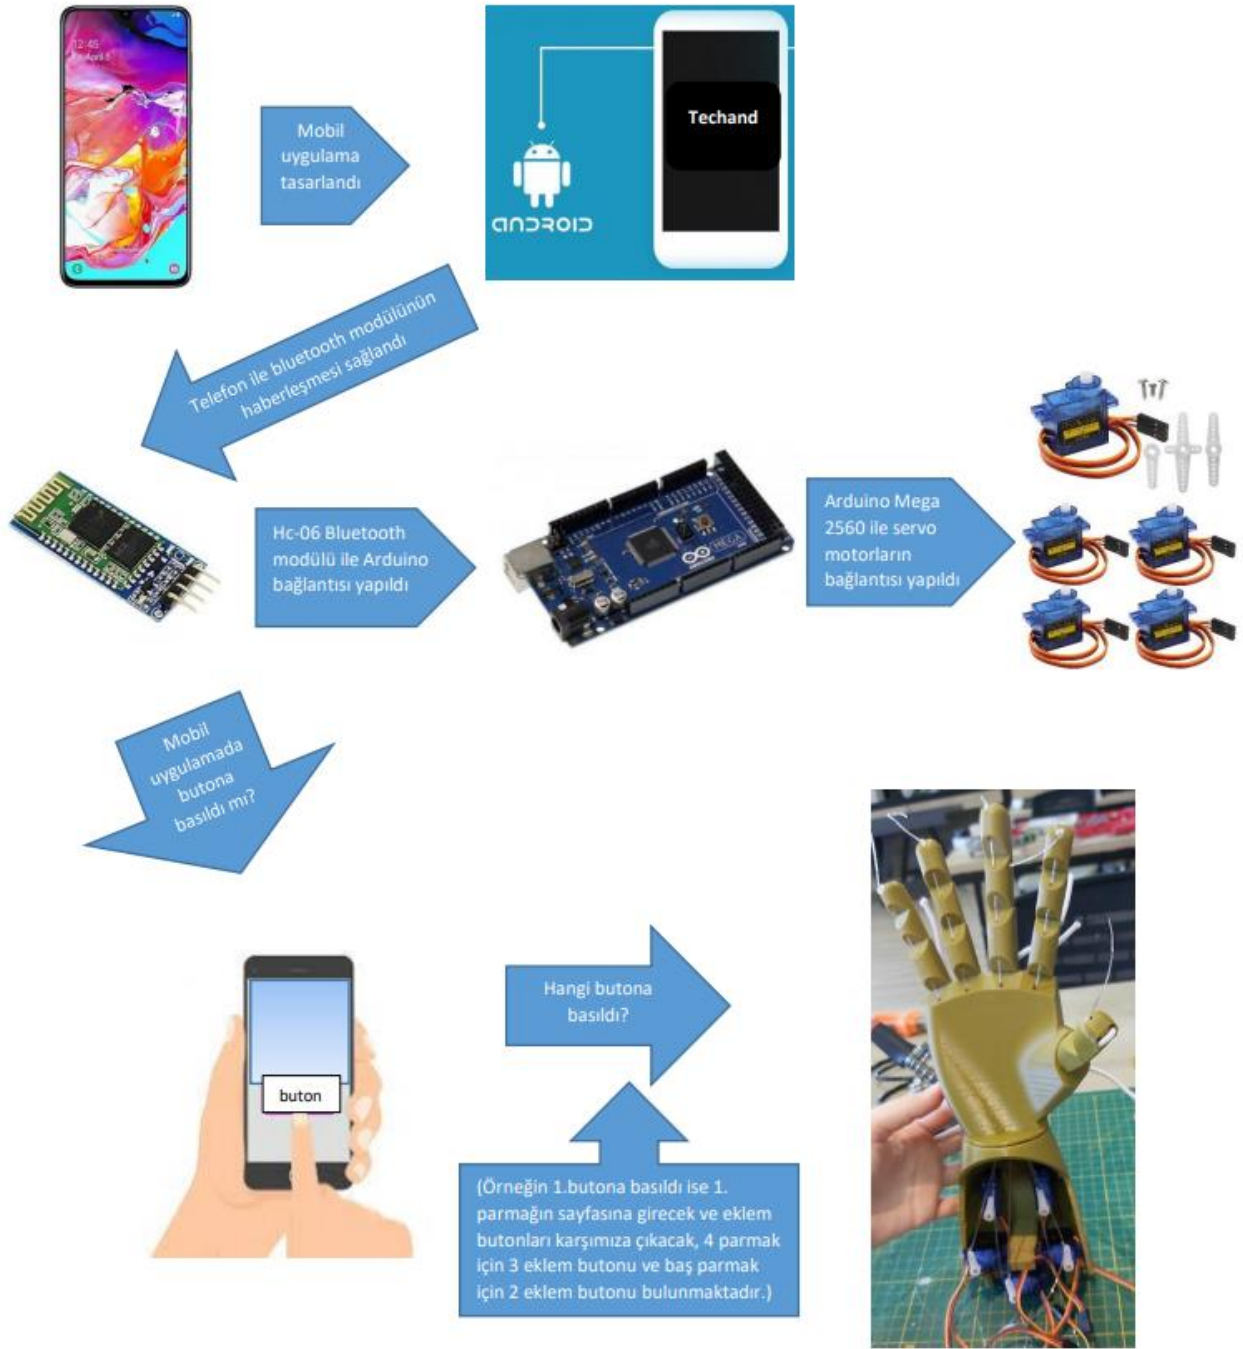 12:45
Mobil
uygulama
tasarlandı
Techand
ANDROID
Telefon ile bluetooth modülünün
haberleşmesi sağlandı
Hc-06 Bluetooth
modülü ile Arduino
bağlantısı yapıldı
MEGA
Arduino Mega
2560 ile servo
motorların
bağlantısı yapıldı
Mobil
uygulamada
butona
basıldı mı?
buton
Hangi butona
basıldı?
(Örneğin 1.butona basıldı ise 1.
parmağın sayfasına girecek ve eklem
butonları karşımıza çıkacak, 4 parmak
için 3 eklem butonu ve baş parmak
için 2 eklem butonu bulunmaktadır.)